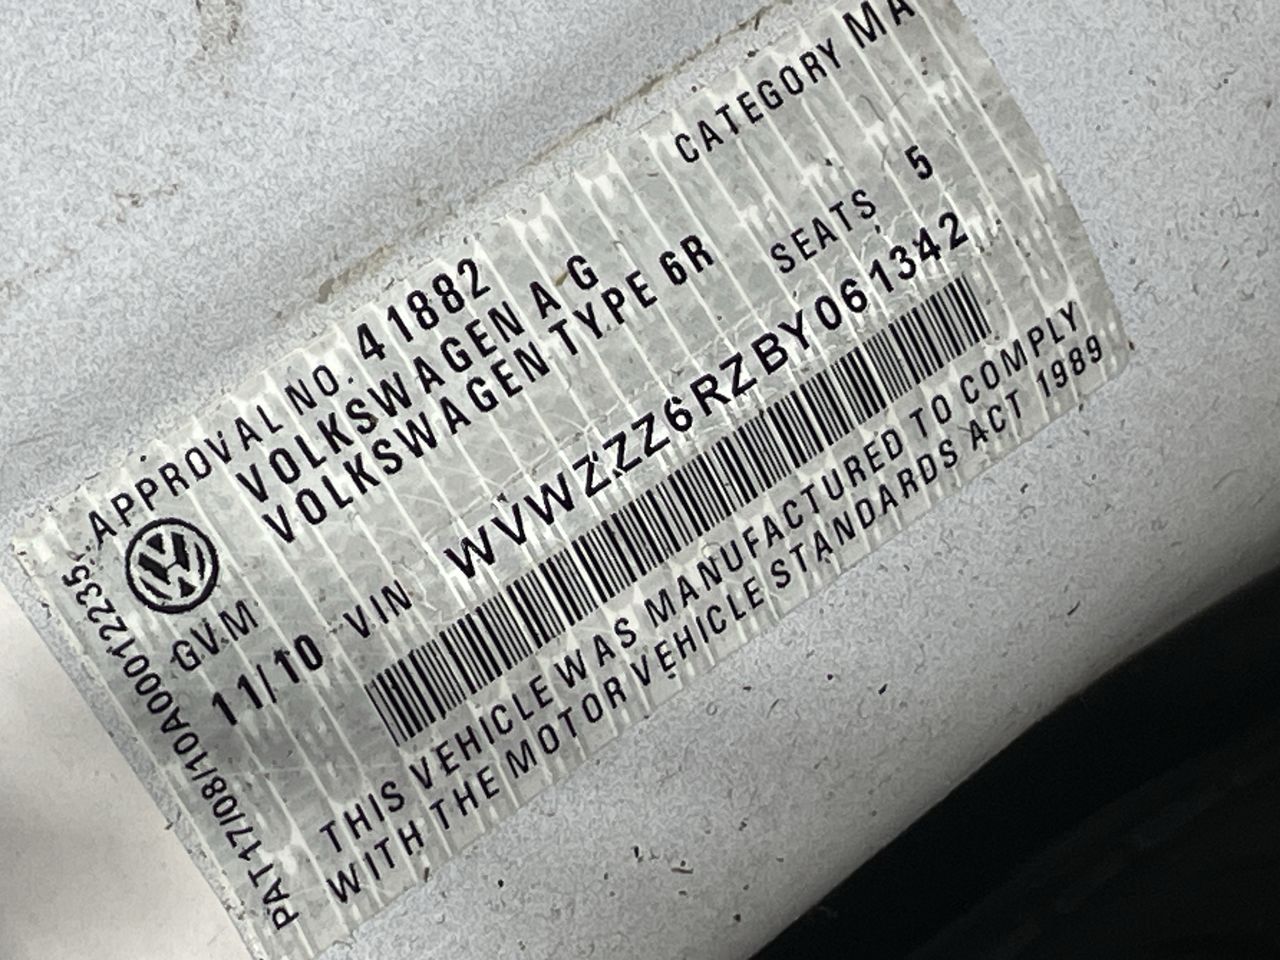 APPROVAL NO. 41882 CATEGORY MA
VOLKSWAGEN AG
VOLKSWAGEN TYPE 6R SEATS 5
GVM
11/10 VIN WVWZZZ6RZBY061342
THIS VEHICLE WAS MANUFACTURED TO COMPLY
WITH THE MOTOR VEHICLE STANDARDS ACT 1989
PAT17/08/10A00012235